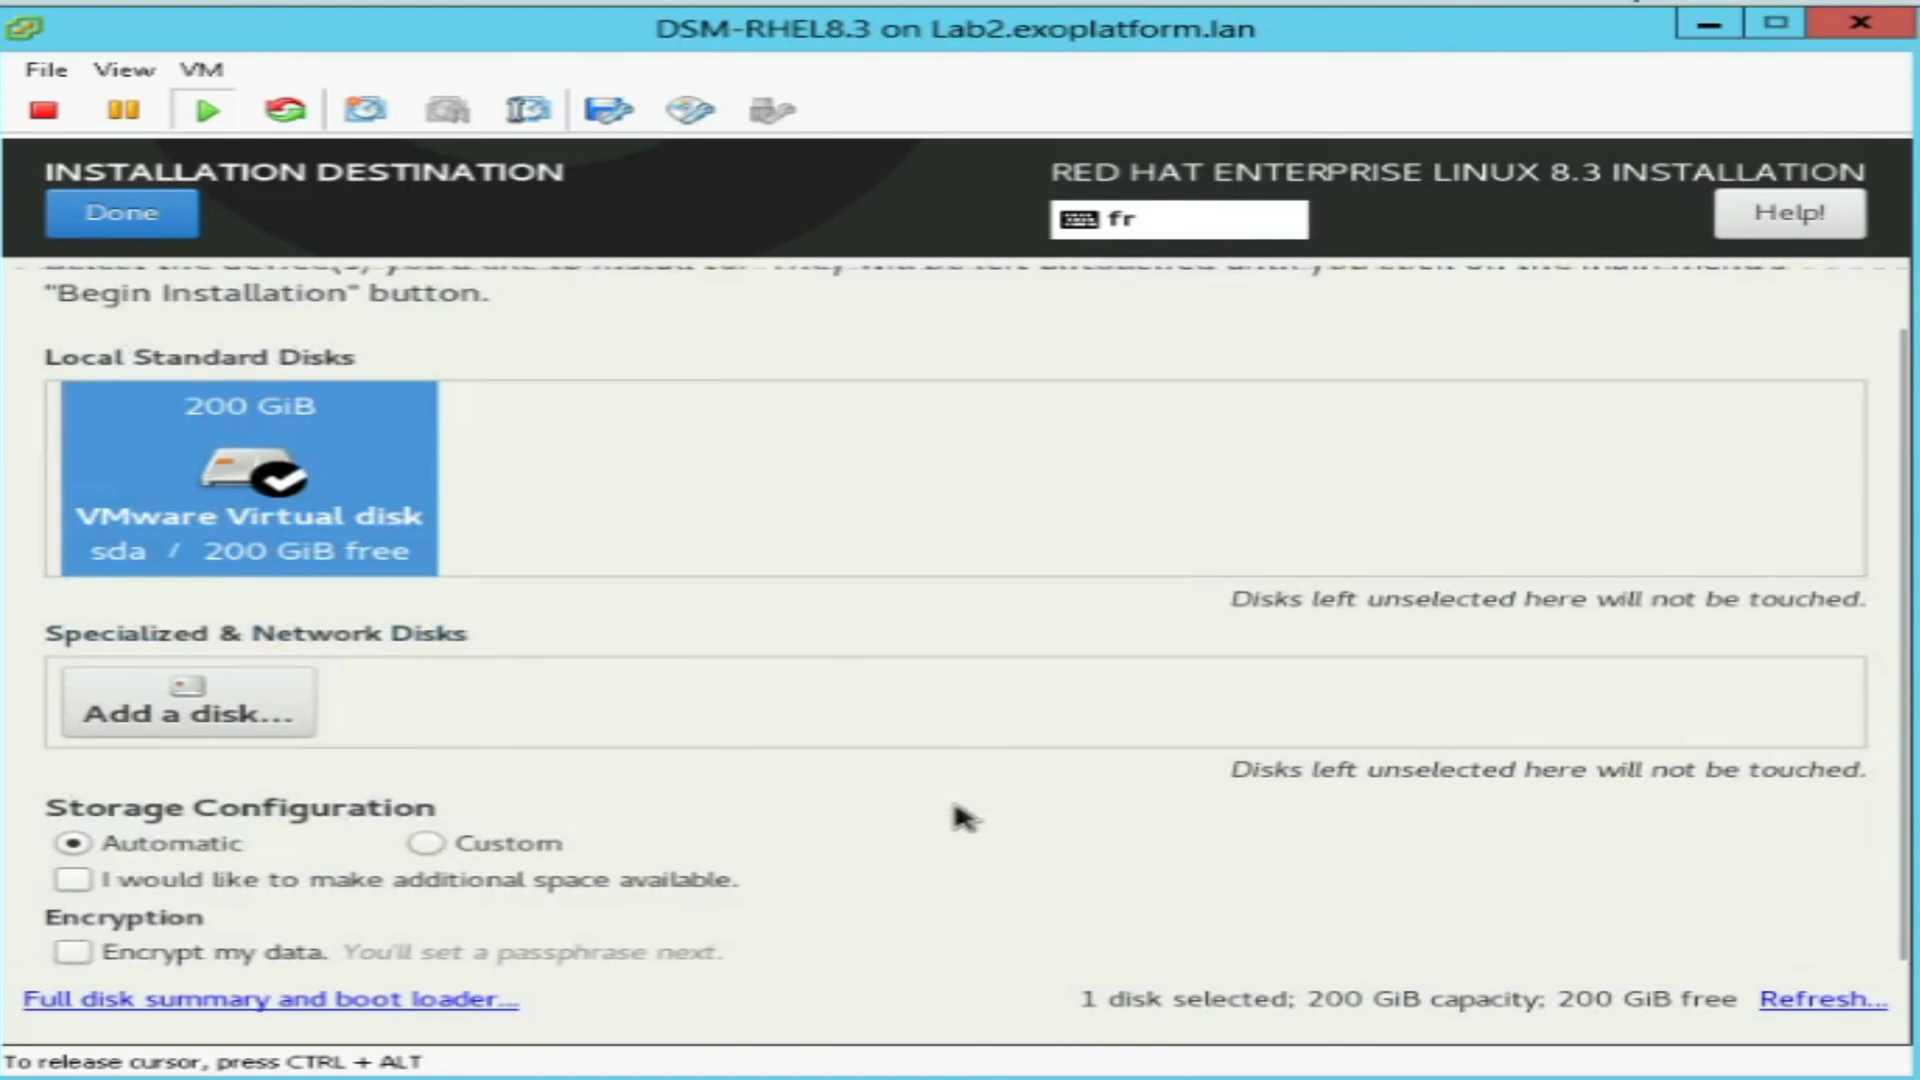 DSM-RHEL8.3 on Lab2.exoplatform.lan
File View VM
INSTALLATION DESTINATION
RED HAT ENTERPRISE LINUX 8.3 INSTALLATION
Done
fr
Help!
"Begin Installation" button.
Local Standard Disks
200 GiB
VMware Virtual disk
sda / 200 GiB free
Disks left unselected here will not be touched.
Specialized & Network Disks
Add a disk...
Disks left unselected here will not be touched.
Storage Configuration
Automatic Custom
I would like to make additional space available.
Encryption
Encrypt my data. You'll set a passphrase next.
Full disk summary and boot loader...
1 disk selected; 200 GiB capacity; 200 GiB free Refresh...
To release cursor, press CTRL + ALT